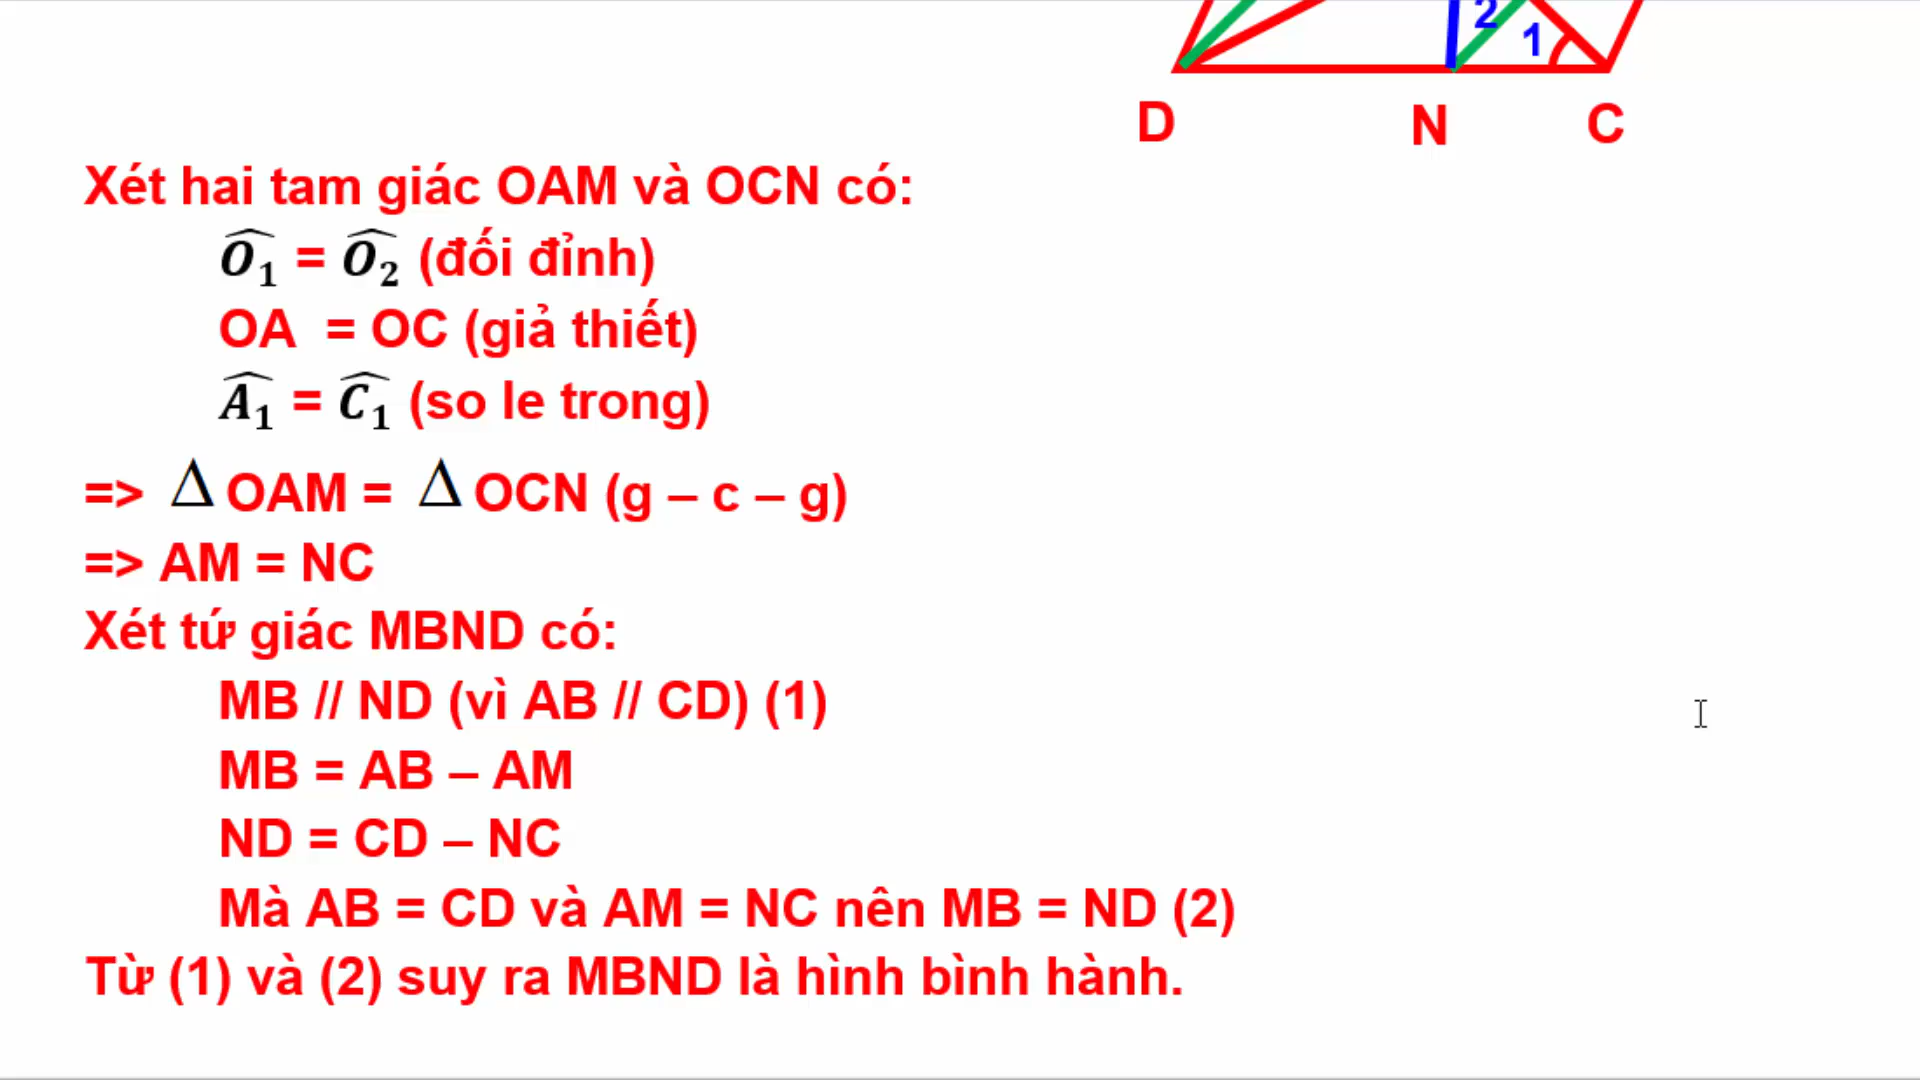 2
1
D N C
Xét hai tam giác OAM và OCN có:
O₁ = O₂ (đối đỉnh)
OA = OC (giả thiết)
A₁ = C₁ (so le trong)
=> Δ OAM = Δ OCN (g – c – g)
=> AM = NC
Xét tứ giác MBND có:
MB // ND (vì AB // CD) (1)
MB = AB – AM
ND = CD – NC
Mà AB = CD và AM = NC nên MB = ND (2)
Từ (1) và (2) suy ra MBND là hình bình hành.